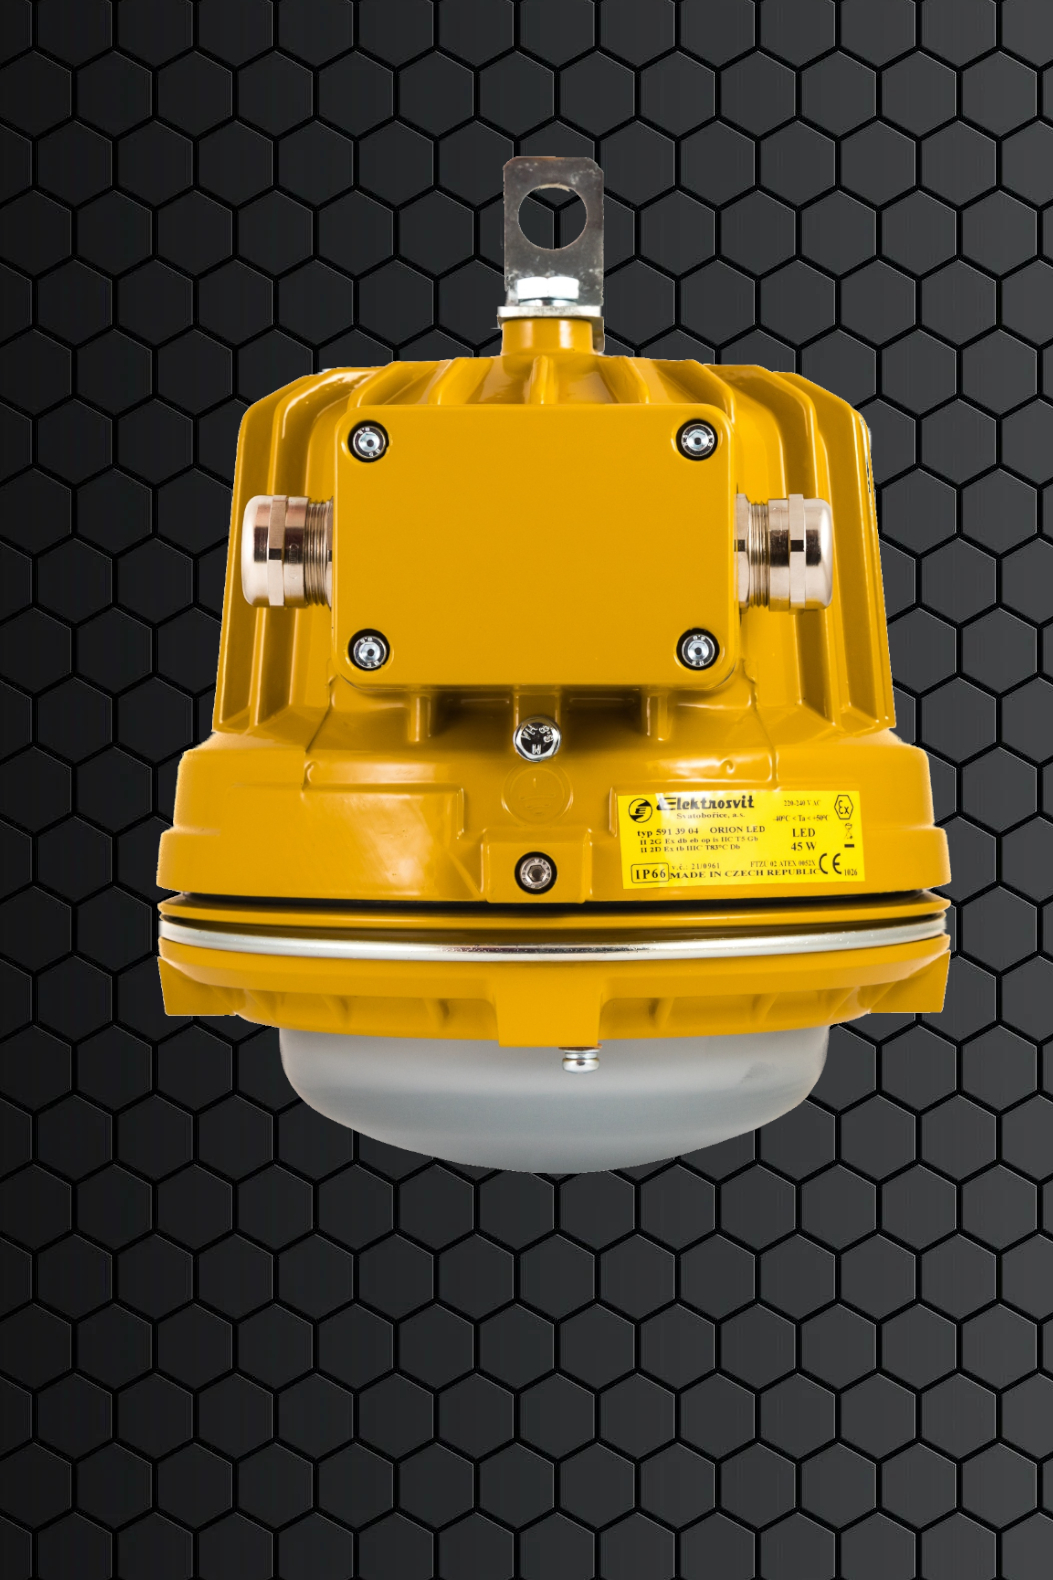 Elektrosvit
Svatobořice, a.s.
220-240 V AC
-40°C < Ta < +50°C
typ 591 39 04 ORION LED
LED
II 2G Ex db eb op is IIC T5 Gb
II 2D Ex tb IIIC T83°C Db
45 W
v.č.: 21/0961
FTZÚ 02 ATEX 0052X
IP66 MADE IN CZECH REPUBLIC CE 1026
Ex